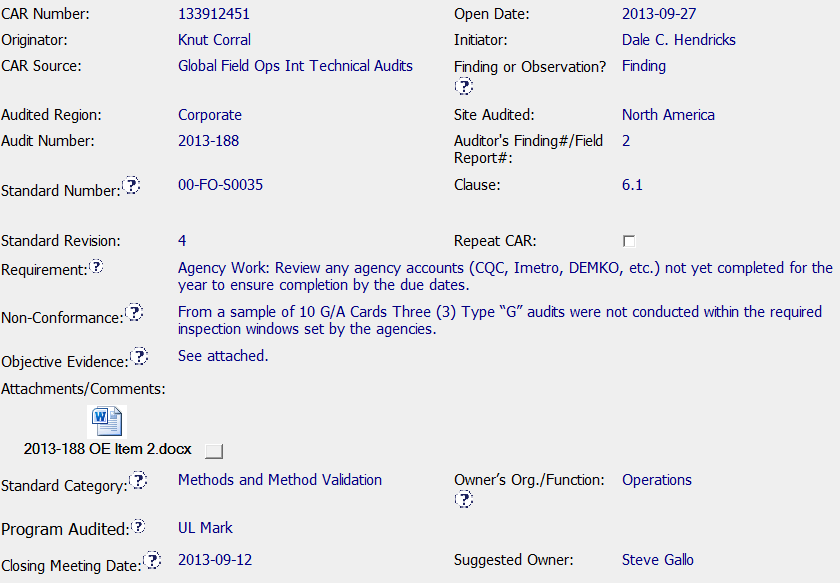 CAR Number: 133912451 Open Date: 2013-09-27
Originator: Knut Corral Initiator: Dale C. Hendricks
CAR Source: Global Field Ops Int Technical Audits Finding or Observation? Finding
?
Audited Region: Corporate Site Audited: North America
Audit Number: 2013-188 Auditor's Finding#/Field 2
Report#:
Standard Number: ? 00-FO-S0035 Clause: 6.1
Standard Revision: 4 Repeat CAR:
Requirement: ? Agency Work: Review any agency accounts (CQC, Imetro, DEMKO, etc.) not yet completed for the
year to ensure completion by the due dates.
Non-Conformance: ? From a sample of 10 G/A Cards Three (3) Type “G” audits were not conducted within the required
inspection windows set by the agencies.
Objective Evidence: ? See attached.
Attachments/Comments:
W
2013-188 OE Item 2.docx
Standard Category: ? Methods and Method Validation Owner’s Org./Function: Operations
?
Program Audited: ? UL Mark
Closing Meeting Date: ? 2013-09-12 Suggested Owner: Steve Gallo